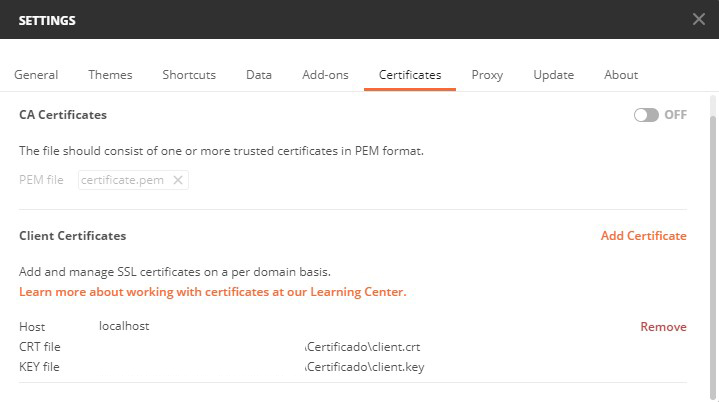 SETTINGS
General Themes Shortcuts Data Add-ons Certificates Proxy Update About
CA Certificates OFF
The file should consist of one or more trusted certificates in PEM format.
PEM file certificate.pem
Client Certificates Add Certificate
Add and manage SSL certificates on a per domain basis.
Learn more about working with certificates at our Learning Center.
Host localhost Remove
CRT file \Certificado\client.crt
KEY file \Certificado\client.key